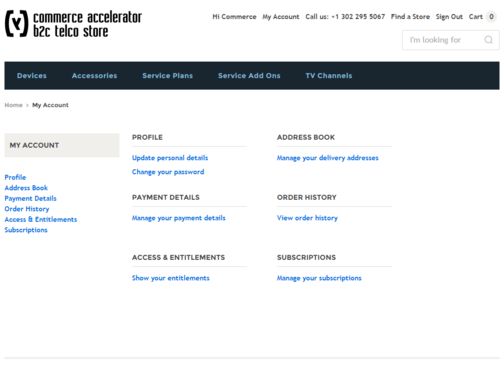 commerce accelerator
b2c telco store
Hi Commerce My Account Call us: +1 302 295 5067 Find a Store Sign Out Cart 0
I'm looking for
Devices Accessories Service Plans Service Add Ons TV Channels
Home > My Account
MY ACCOUNT
Profile
Address Book
Payment Details
Order History
Access & Entitlements
Subscriptions
PROFILE
Update personal details
Change your password
ADDRESS BOOK
Manage your delivery addresses
PAYMENT DETAILS
Manage your payment details
ORDER HISTORY
View order history
ACCESS & ENTITLEMENTS
Show your entitlements
SUBSCRIPTIONS
Manage your subscriptions